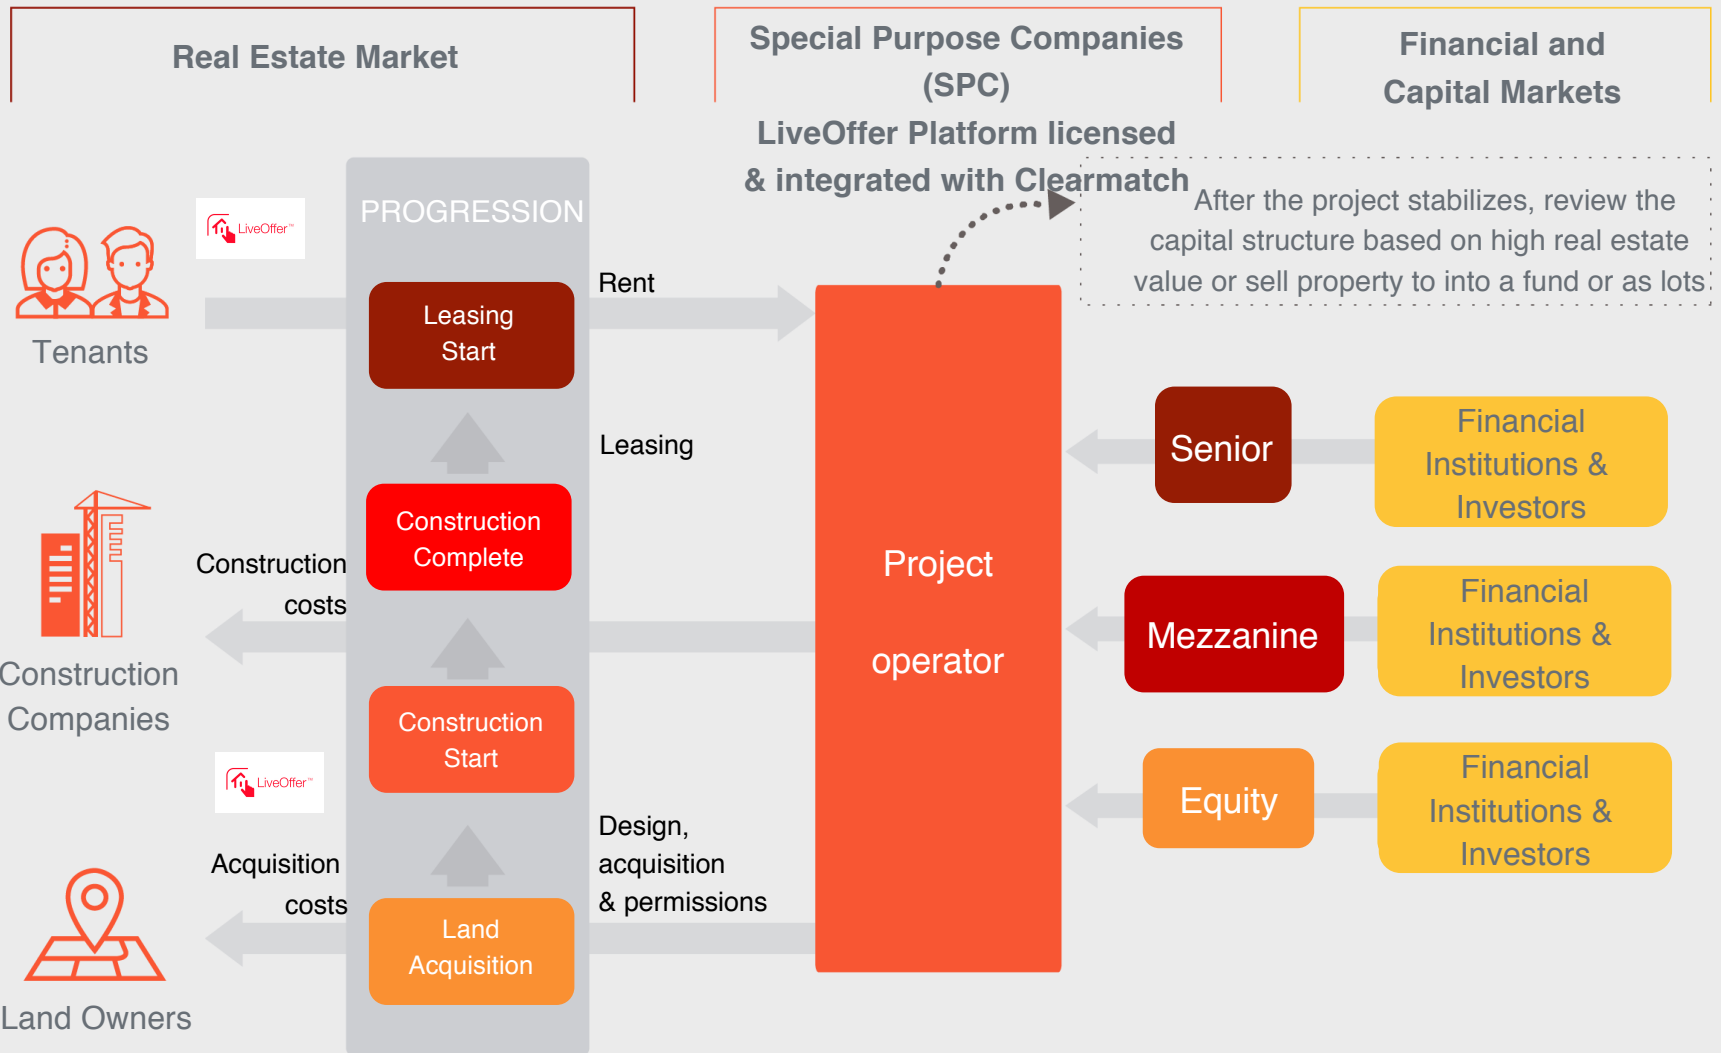 Real Estate Market
Special Purpose Companies
(SPC)
LiveOffer Platform licensed
& integrated with Clearmatch
Financial and
Capital Markets
After the project stabilizes, review the
capital structure based on high real estate
value or sell property to into a fund or as lots
PROGRESSION
LiveOffer™
Tenants
Leasing
Start
Rent
Leasing
Construction
Complete
Construction
costs
Construction
Companies
Construction
Start
LiveOffer™
Acquisition
costs
Design,
acquisition
& permissions
Land
Acquisition
Land Owners
Project
operator
Senior
Financial
Institutions &
Investors
Mezzanine
Financial
Institutions &
Investors
Equity
Financial
Institutions &
Investors